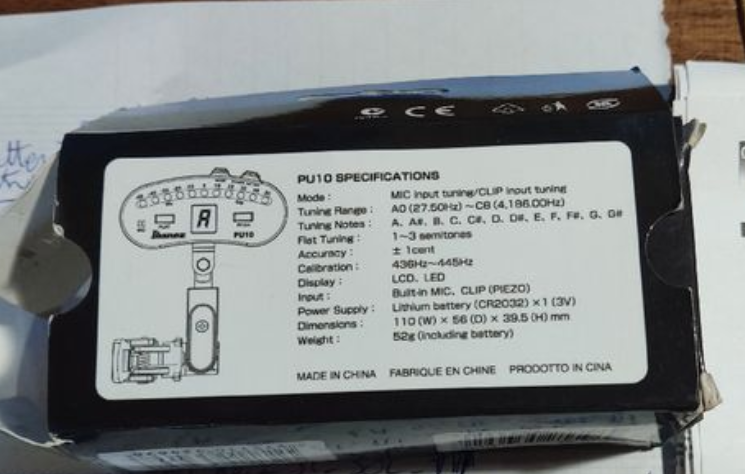 CE
PU10 SPECIFICATIONS
Mode : MIC input tuning/CLIP input tuning
Tuning Range : A0 (27.50Hz) ~ C8 (4,186.00Hz)
Tuning Notes : A, A#, B, C, C#, D, D#, E, F, F#, G, G#
Flat Tuning : 1~3 semitones
Accuracy : ± 1cent
Calibration : 436Hz~445Hz
Display : LCD, LED
Input : Built-in MIC, CLIP (PIEZO)
Power Supply : Lithium battery (CR2032) ×1 (3V)
Dimensions : 110 (W) × 56 (D) × 39.5 (H) mm
Weight : 52g (including battery)
MADE IN CHINA FABRIQUE EN CHINE PRODOTTO IN CINA
A
Ibanez PU10